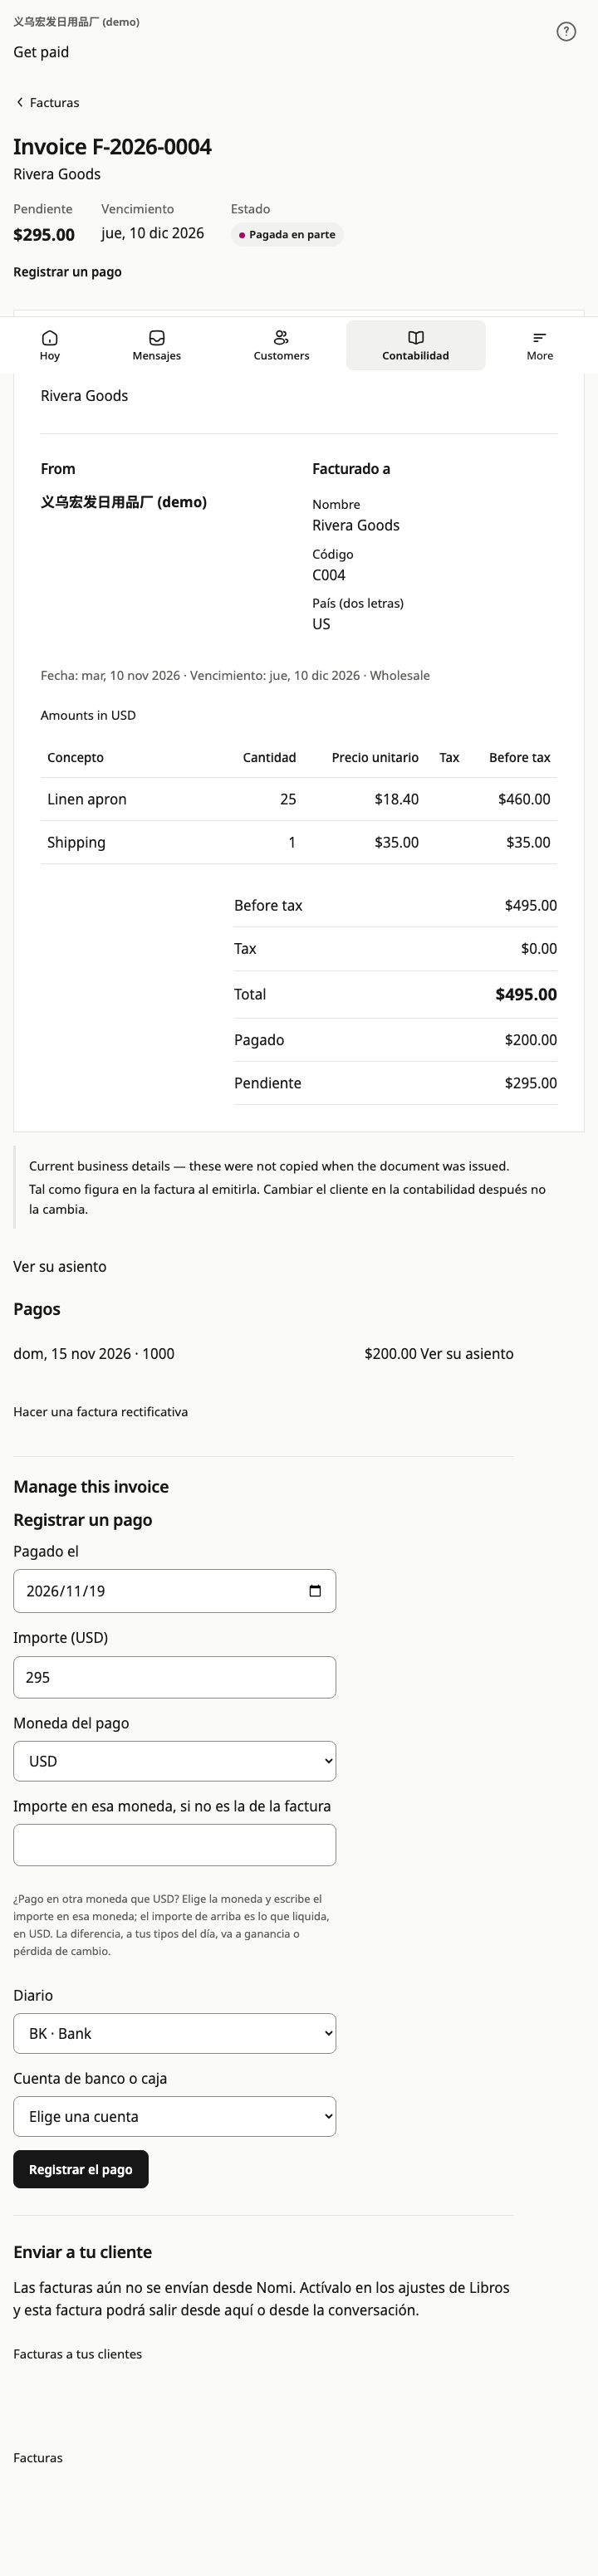 义乌宏发日用品厂 (demo)
Get paid
Facturas
Invoice F-2026-0004
Rivera Goods
Pendiente Vencimiento Estado
$295.00 jue, 10 dic 2026 Pagada en parte
Registrar un pago
Hoy Mensajes Customers Contabilidad More
Rivera Goods
From Facturado a
义乌宏发日用品厂 (demo)
Nombre
Rivera Goods
Código
C004
País (dos letras)
US
Fecha: mar, 10 nov 2026 · Vencimiento: jue, 10 dic 2026 · Wholesale
Amounts in USD
Concepto Cantidad Precio unitario Tax Before tax
Linen apron 25 $18.40 $460.00
Shipping 1 $35.00 $35.00
Before tax $495.00
Tax $0.00
Total $495.00
Pagado $200.00
Pendiente $295.00
Current business details — these were not copied when the document was issued.
Tal como figura en la factura al emitirla. Cambiar el cliente en la contabilidad después no
la cambia.
Ver su asiento
Pagos
dom, 15 nov 2026 · 1000 $200.00 Ver su asiento
Hacer una factura rectificativa
Manage this invoice
Registrar un pago
Pagado el
2026/11/19
Importe (USD)
295
Moneda del pago
USD
Importe en esa moneda, si no es la de la factura
¿Pago en otra moneda que USD? Elige la moneda y escribe el
importe en esa moneda; el importe de arriba es lo que liquida,
en USD. La diferencia, a tus tipos del día, va a ganancia o
pérdida de cambio.
Diario
BK · Bank
Cuenta de banco o caja
Elige una cuenta
Registrar el pago
Enviar a tu cliente
Las facturas aún no se envían desde Nomi. Actívalo en los ajustes de Libros
y esta factura podrá salir desde aquí o desde la conversación.
Facturas a tus clientes
Facturas